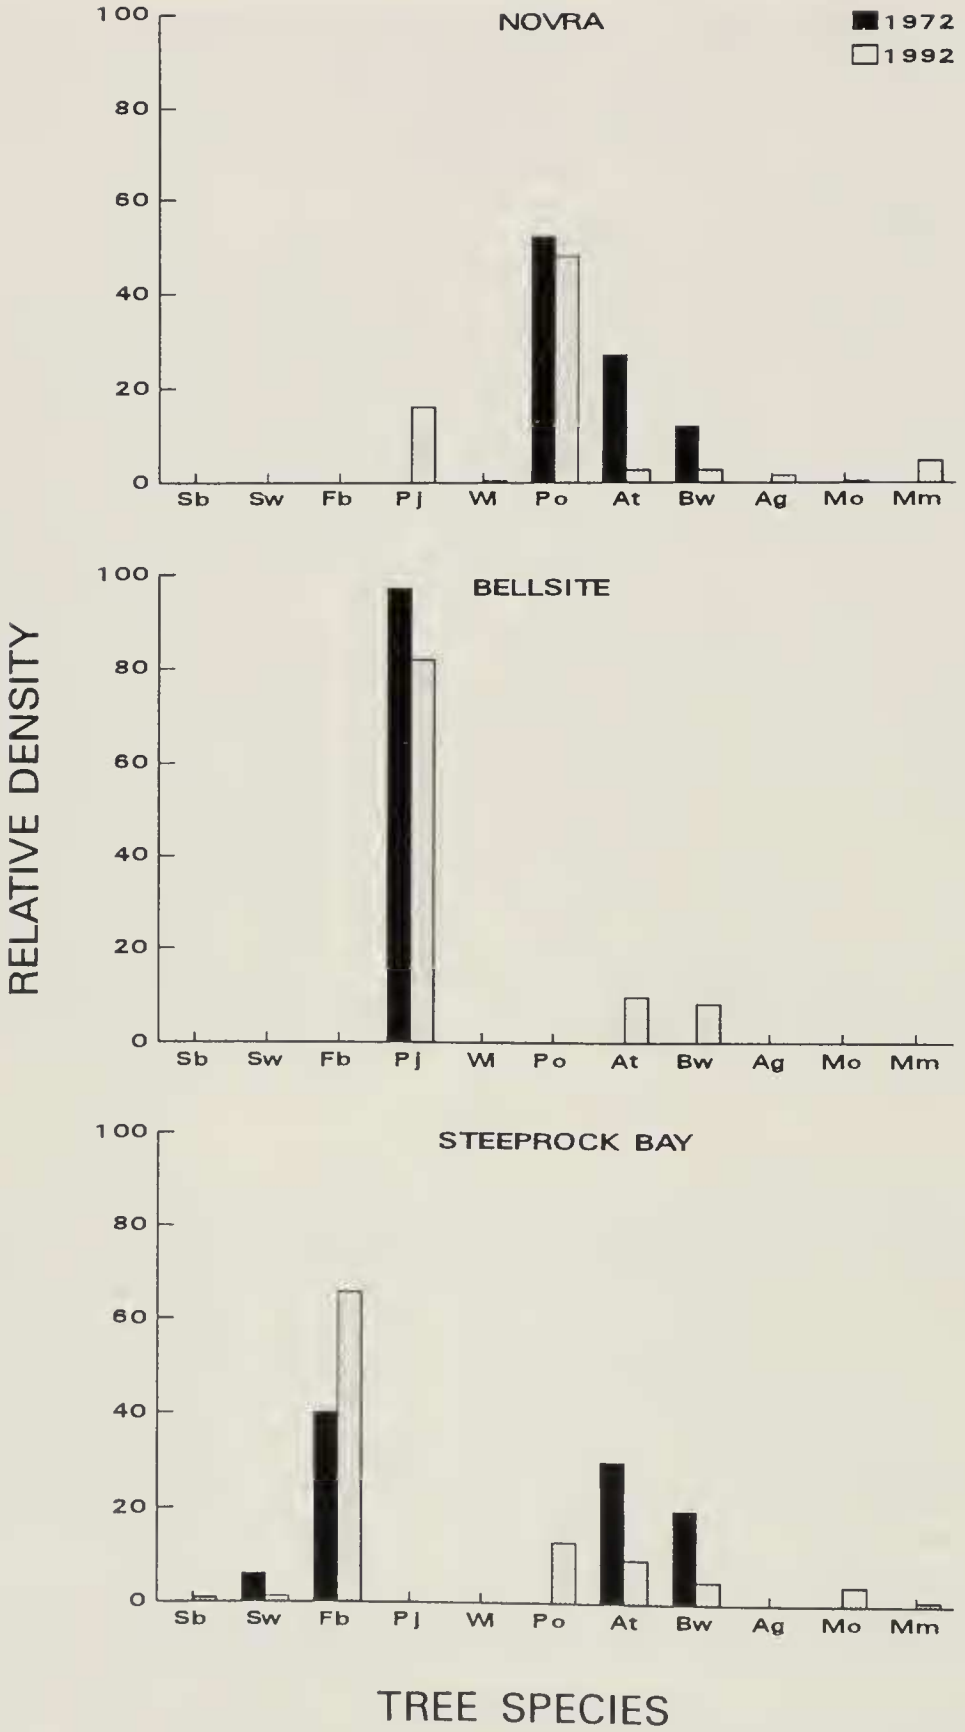 NOVRA
1972
1992
100
80
60
40
20
0
Sb Sw Fb Pj Wl Po At Bw Ag Mo Mm
BELLSITE
100
80
60
40
20
0
Sb Sw Fb Pj Wl Po At Bw Ag Mo Mm
STEEPROCK BAY
100
80
60
40
20
0
Sb Sw Fb Pj Wl Po At Bw Ag Mo Mm
RELATIVE DENSITY
TREE SPECIES